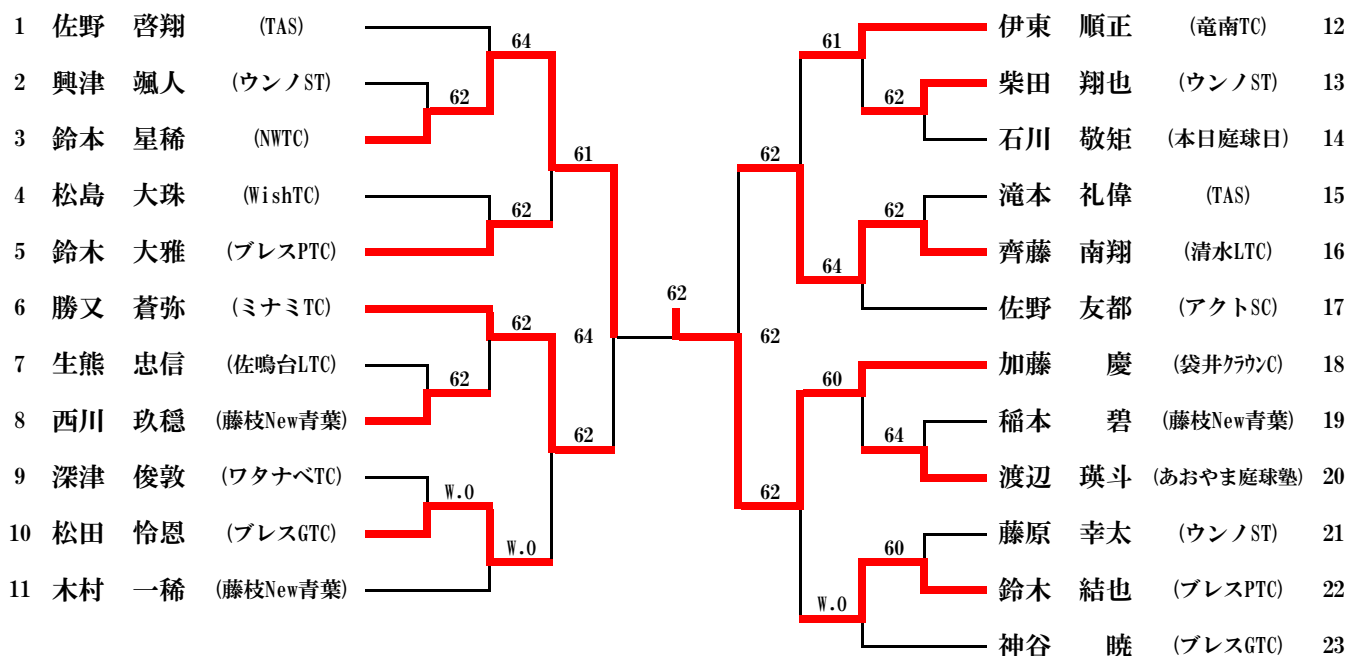 1 佐野 啓翔 (TAS)
2 興津 颯人 (ウンノST)
3 鈴本 星稀 (NWTC)
4 松島 大珠 (WishTC)
5 鈴木 大雅 (ブレスPTC)
6 勝又 蒼弥 (ミナミTC)
7 生熊 忠信 (佐鳴台LTC)
8 西川 玖穏 (藤枝New青葉)
9 深津 俊敦 (ワタナベTC)
10 松田 怜恩 (ブレスGTC)
11 木村 一稀 (藤枝New青葉)
64
62
61
62
62
64
62
62
W.O
W.O
62
61
62
62
62
64
62
60
64
62
60
W.O
伊東 順正 (竜南TC) 12
柴田 翔也 (ウンノST) 13
石川 敬矩 (本日庭球日) 14
滝本 礼偉 (TAS) 15
齊藤 南翔 (清水LTC) 16
佐野 友都 (アクトSC) 17
加藤 慶 (袋井クラウンC) 18
稲本 碧 (藤枝New青葉) 19
渡辺 瑛斗 (あおやま庭球塾) 20
藤原 幸太 (ウンノST) 21
鈴木 結也 (ブレスPTC) 22
神谷 暁 (ブレスGTC) 23